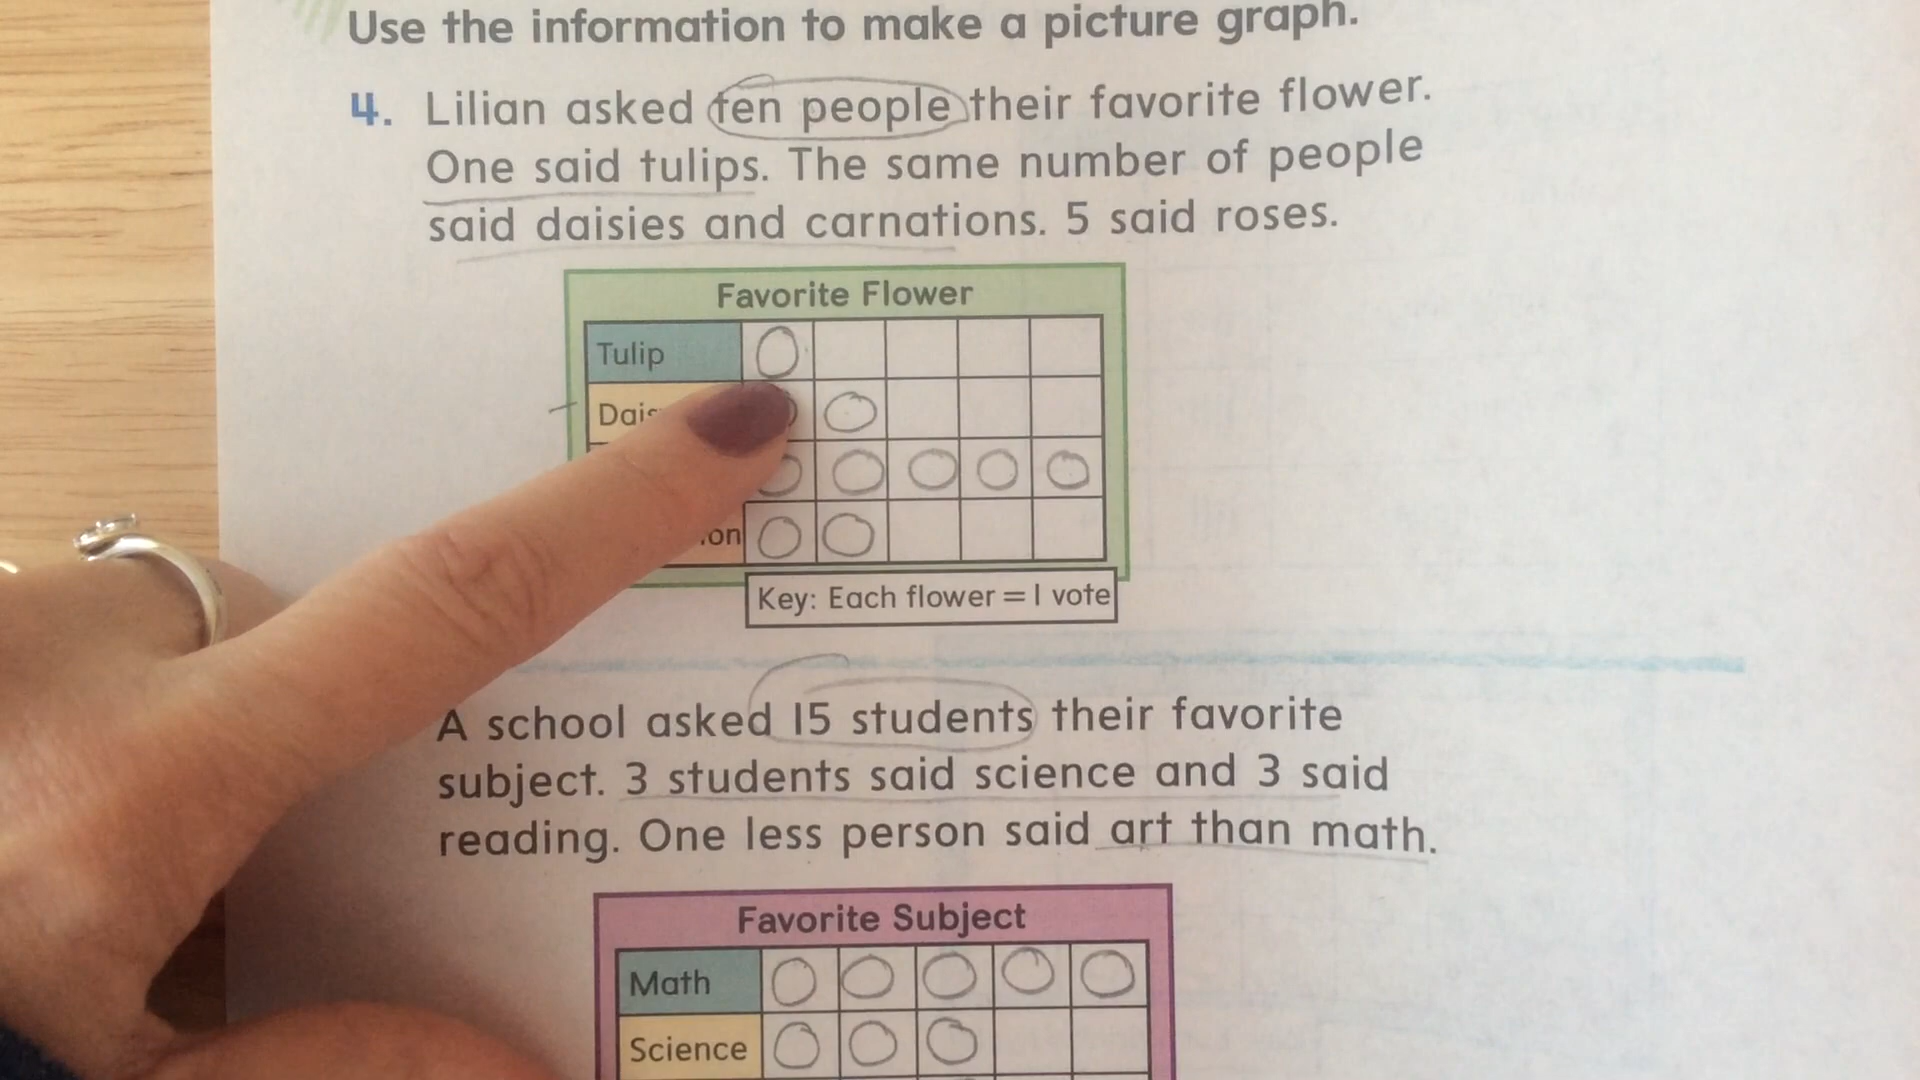 Use the information to make a picture graph.
4. Lilian asked ten people their favorite flower.
One said tulips. The same number of people
said daisies and carnations. 5 said roses.
Favorite Flower
Tulip
Key: Each flower = 1 vote
A school asked 15 students their favorite
subject. 3 students said science and 3 said
reading. One less person said art than math.
Favorite Subject
Math
Science